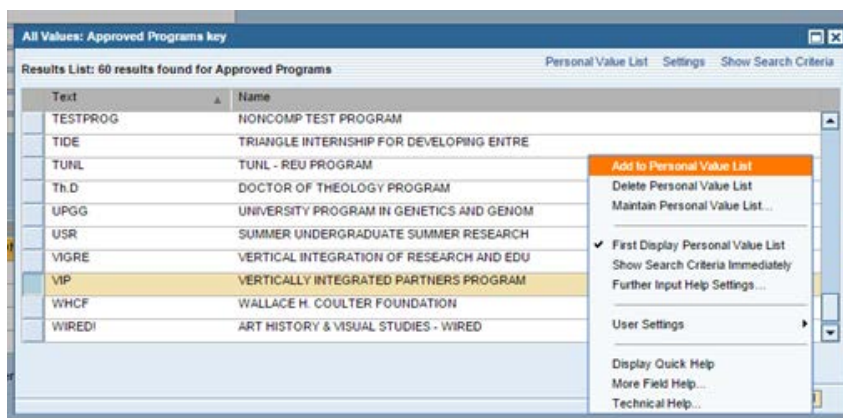 All Values: Approved Programs key
Results List: 60 results found for Approved Programs
Personal Value List Settings Show Search Criteria
Text Name
TESTPROG NONCOMP TEST PROGRAM
TIDE TRIANGLE INTERNSHIP FOR DEVELOPING ENTRE
TUNL TUNL - REU PROGRAM
Th.D DOCTOR OF THEOLOGY PROGRAM
UPGG UNIVERSITY PROGRAM IN GENETICS AND GENOM
USR SUMMER UNDERGRADUATE SUMMER RESEARCH
VIGRE VERTICAL INTEGRATION OF RESEARCH AND EDU
VIP VERTICALLY INTEGRATED PARTNERS PROGRAM
WHCF WALLACE H. COULTER FOUNDATION
WIRED! ART HISTORY & VISUAL STUDIES - WIRED
Add to Personal Value List
Delete Personal Value List
Maintain Personal Value List...
First Display Personal Value List
Show Search Criteria Immediately
Further Input Help Settings...
User Settings
Display Quick Help
More Field Help...
Technical Help...